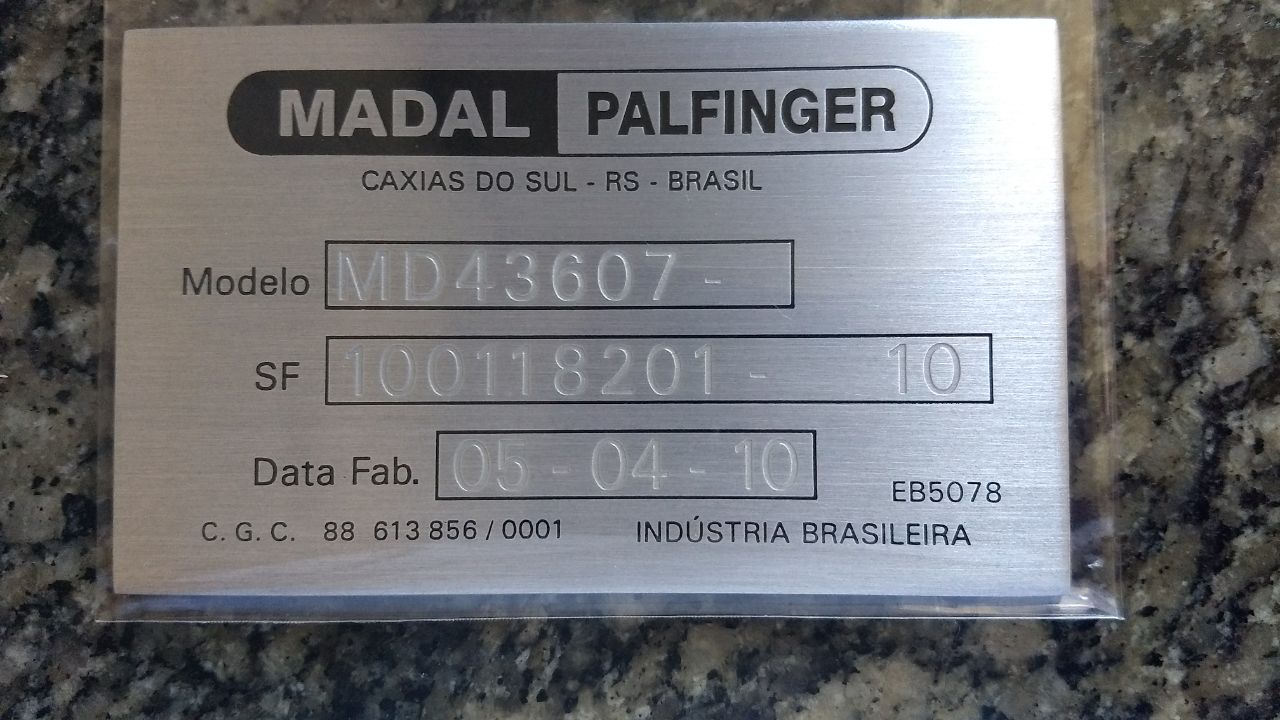 MADAL PALFINGER
CAXIAS DO SUL - RS - BRASIL
Modelo MD43607 -
SF 100118201 - 10
Data Fab. 05 - 04 - 10
EB5078
C. G. C. 88 613 856 / 0001 INDÚSTRIA BRASILEIRA